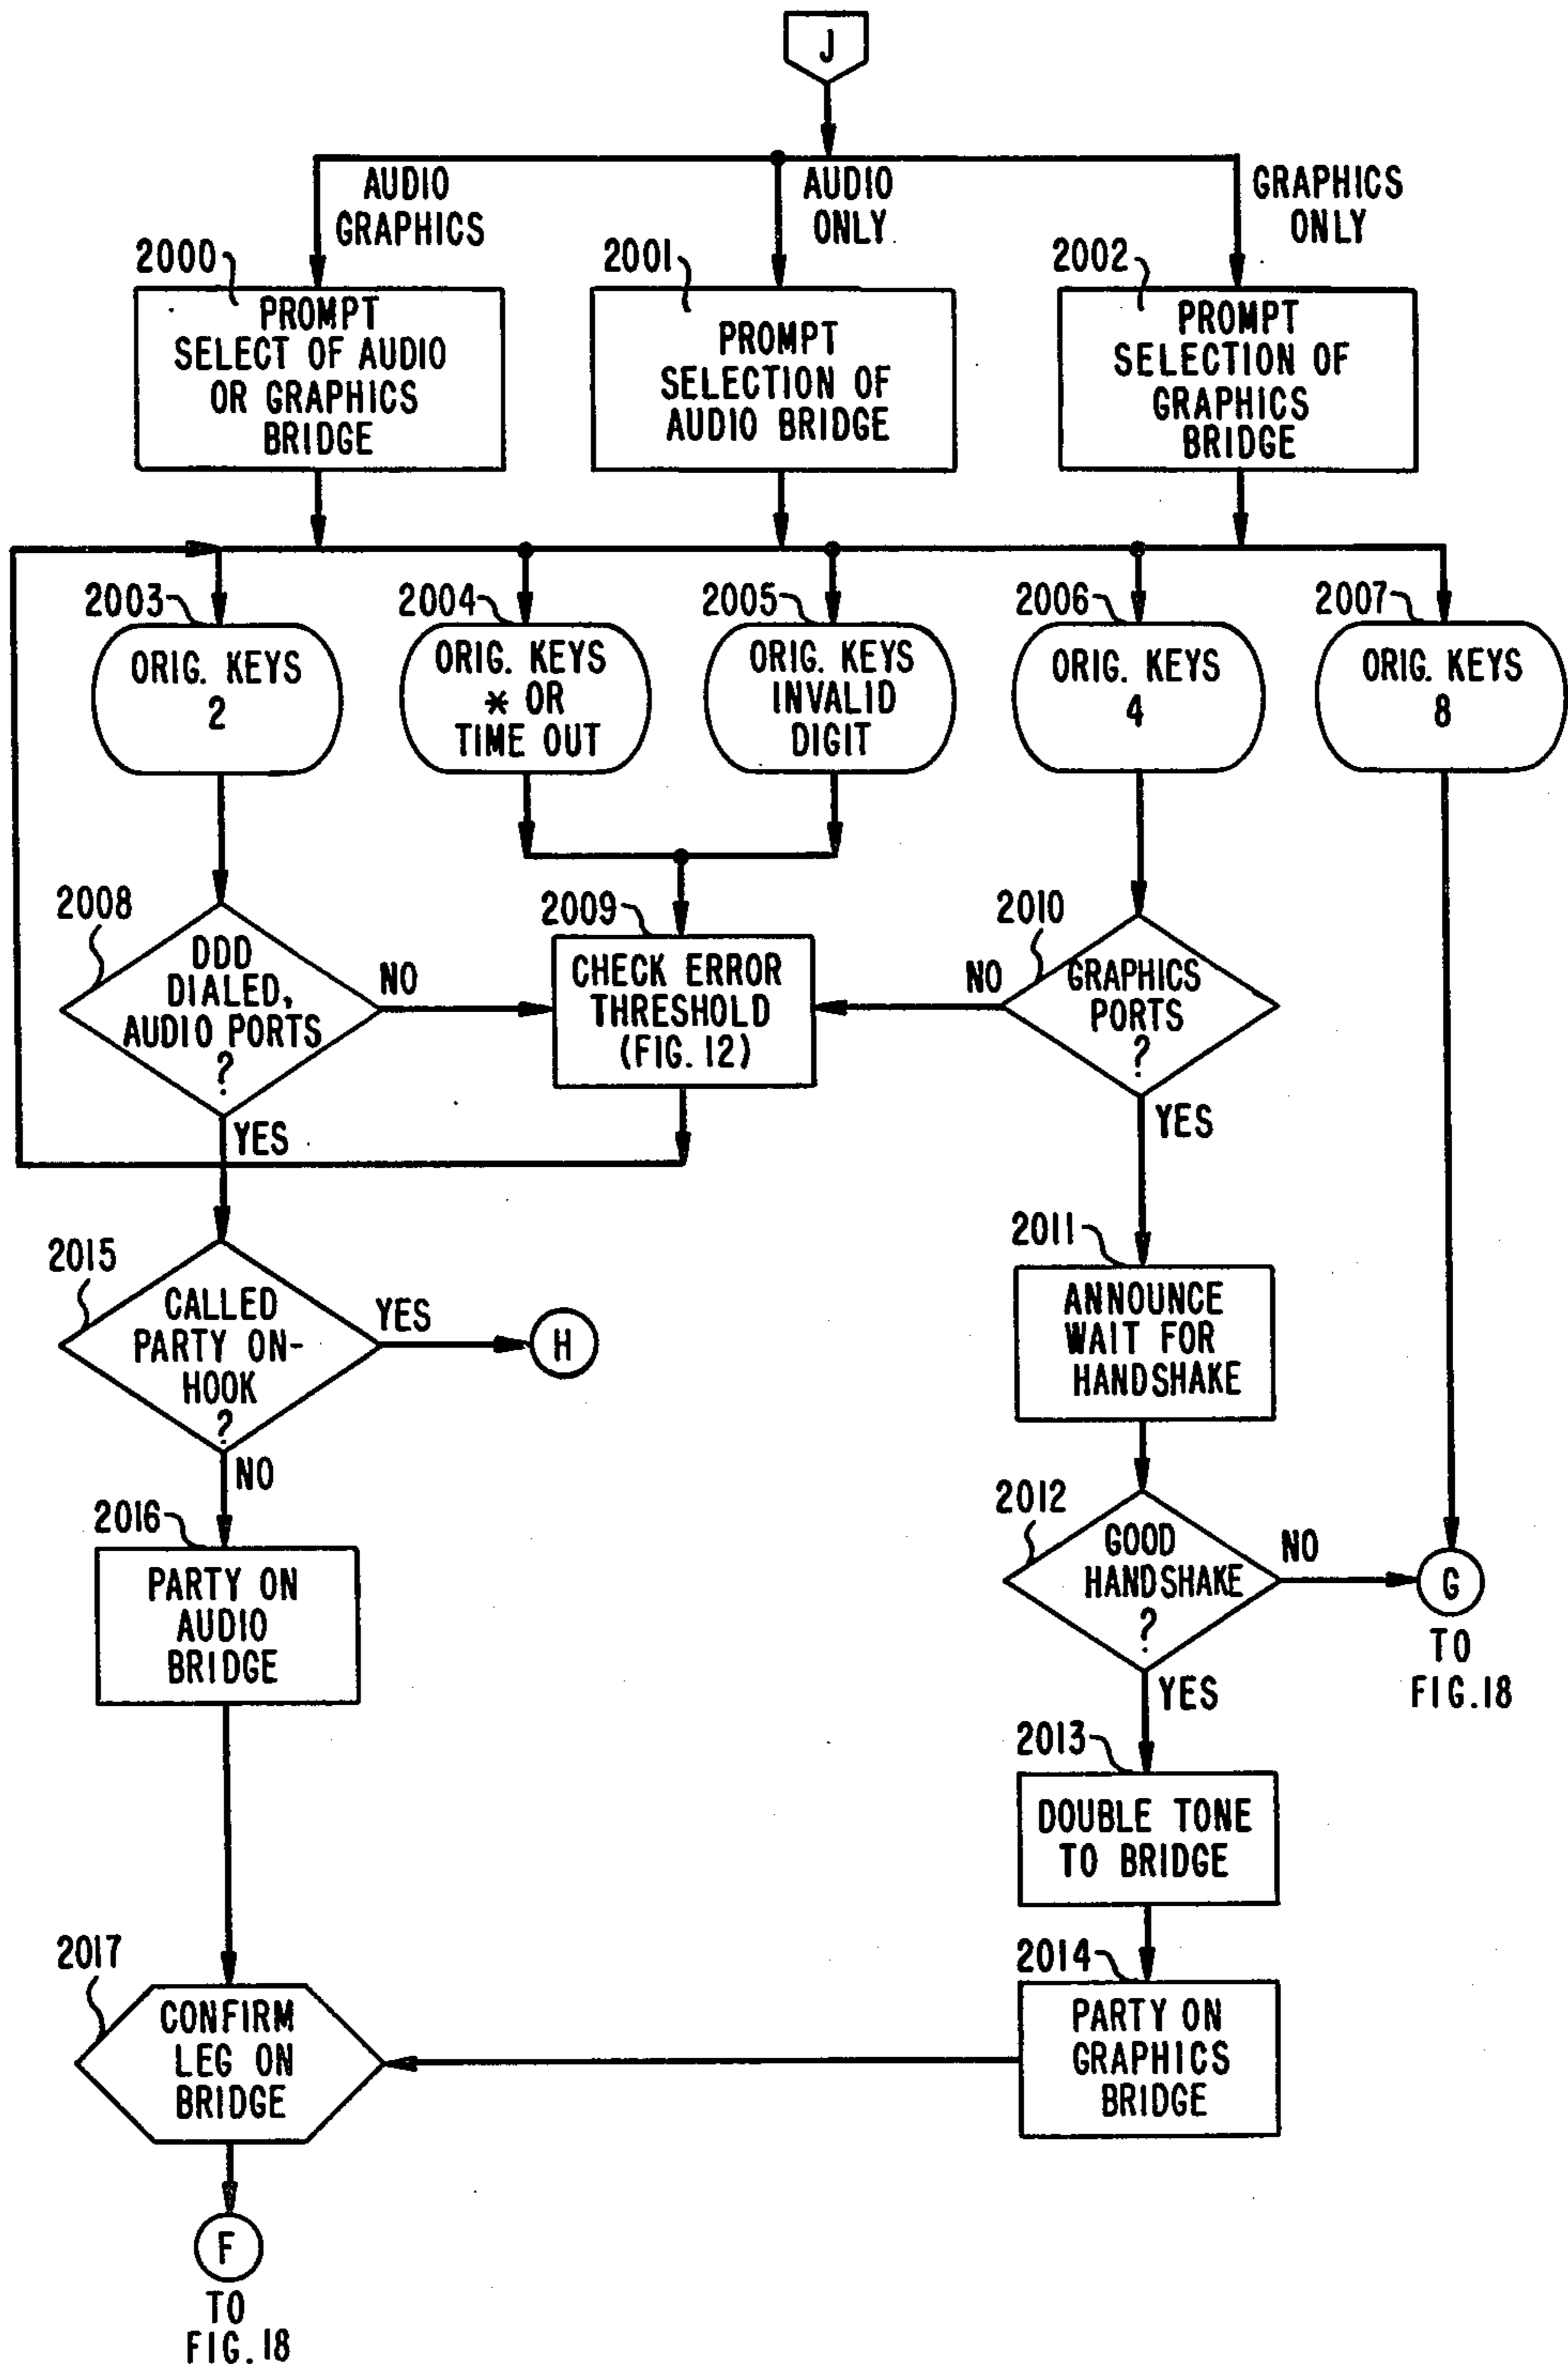 J
AUDIO
GRAPHICS
AUDIO
ONLY
GRAPHICS
ONLY
2000
PROMPT
SELECT OF AUDIO
OR GRAPHICS
BRIDGE
2001
PROMPT
SELECTION OF
AUDIO BRIDGE
2002
PROMPT
SELECTION OF
GRAPHICS
BRIDGE
2003
ORIG. KEYS
2
2004
ORIG. KEYS
* OR
TIME OUT
2005
ORIG. KEYS
INVALID
DIGIT
2006
ORIG. KEYS
4
2007
ORIG. KEYS
8
2008
DDD
DIALED,
AUDIO PORTS
?
NO
YES
2009
CHECK ERROR
THRESHOLD
(FIG. 12)
2010
GRAPHICS
PORTS
?
NO
YES
2011
ANNOUNCE
WAIT FOR
HANDSHAKE
2015
CALLED
PARTY ON-
HOOK
?
YES
H
NO
2012
GOOD
HANDSHAKE
?
NO
G
TO
FIG.18
YES
2016
PARTY ON
AUDIO
BRIDGE
2013
DOUBLE TONE
TO BRIDGE
2014
PARTY ON
GRAPHICS
BRIDGE
2017
CONFIRM
LEG ON
BRIDGE
F
TO
FIG.18